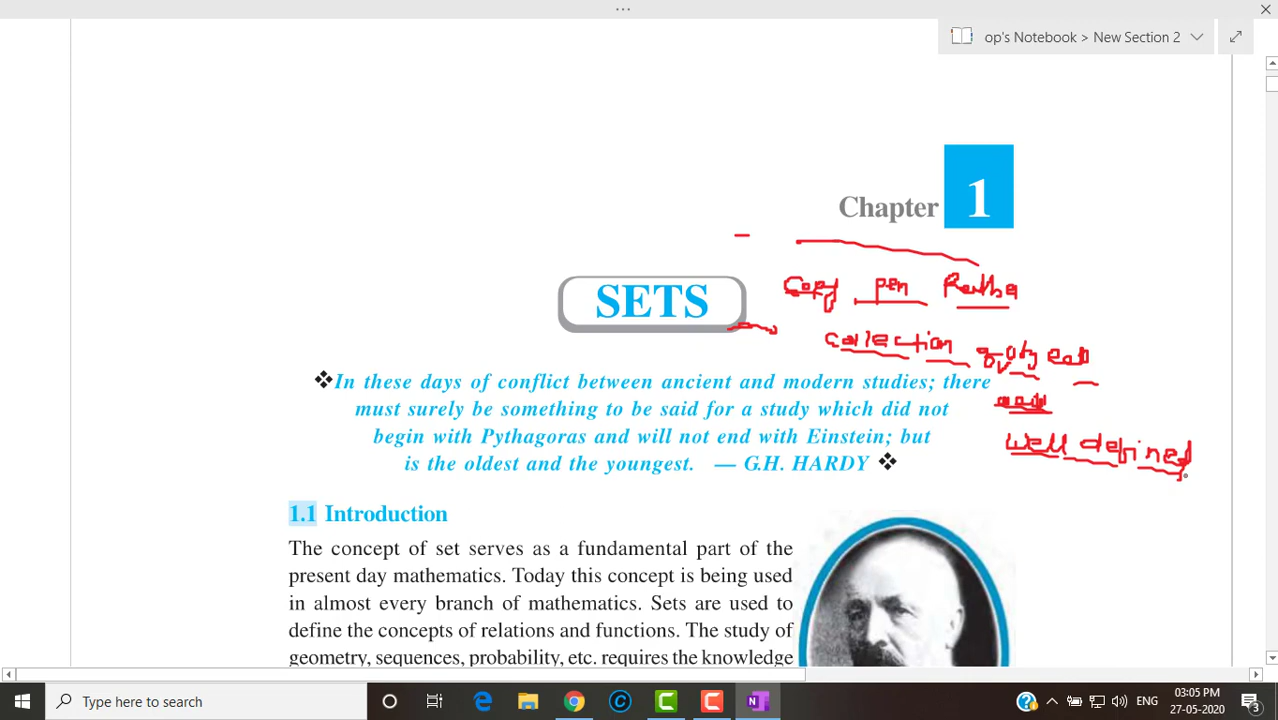 op's Notebook > New Section 2
Chapter 1
SETS
Copy pen
Collection
well defined
❖In these days of conflict between ancient and modern studies; there
must surely be something to be said for a study which did not
begin with Pythagoras and will not end with Einstein; but
is the oldest and the youngest. — G.H. HARDY ❖
1.1 Introduction
The concept of set serves as a fundamental part of the
present day mathematics. Today this concept is being used
in almost every branch of mathematics. Sets are used to
define the concepts of relations and functions. The study of
geometry, sequences, probability, etc. requires the knowledge
Type here to search
ENG
03:05 PM
27-05-2020
3